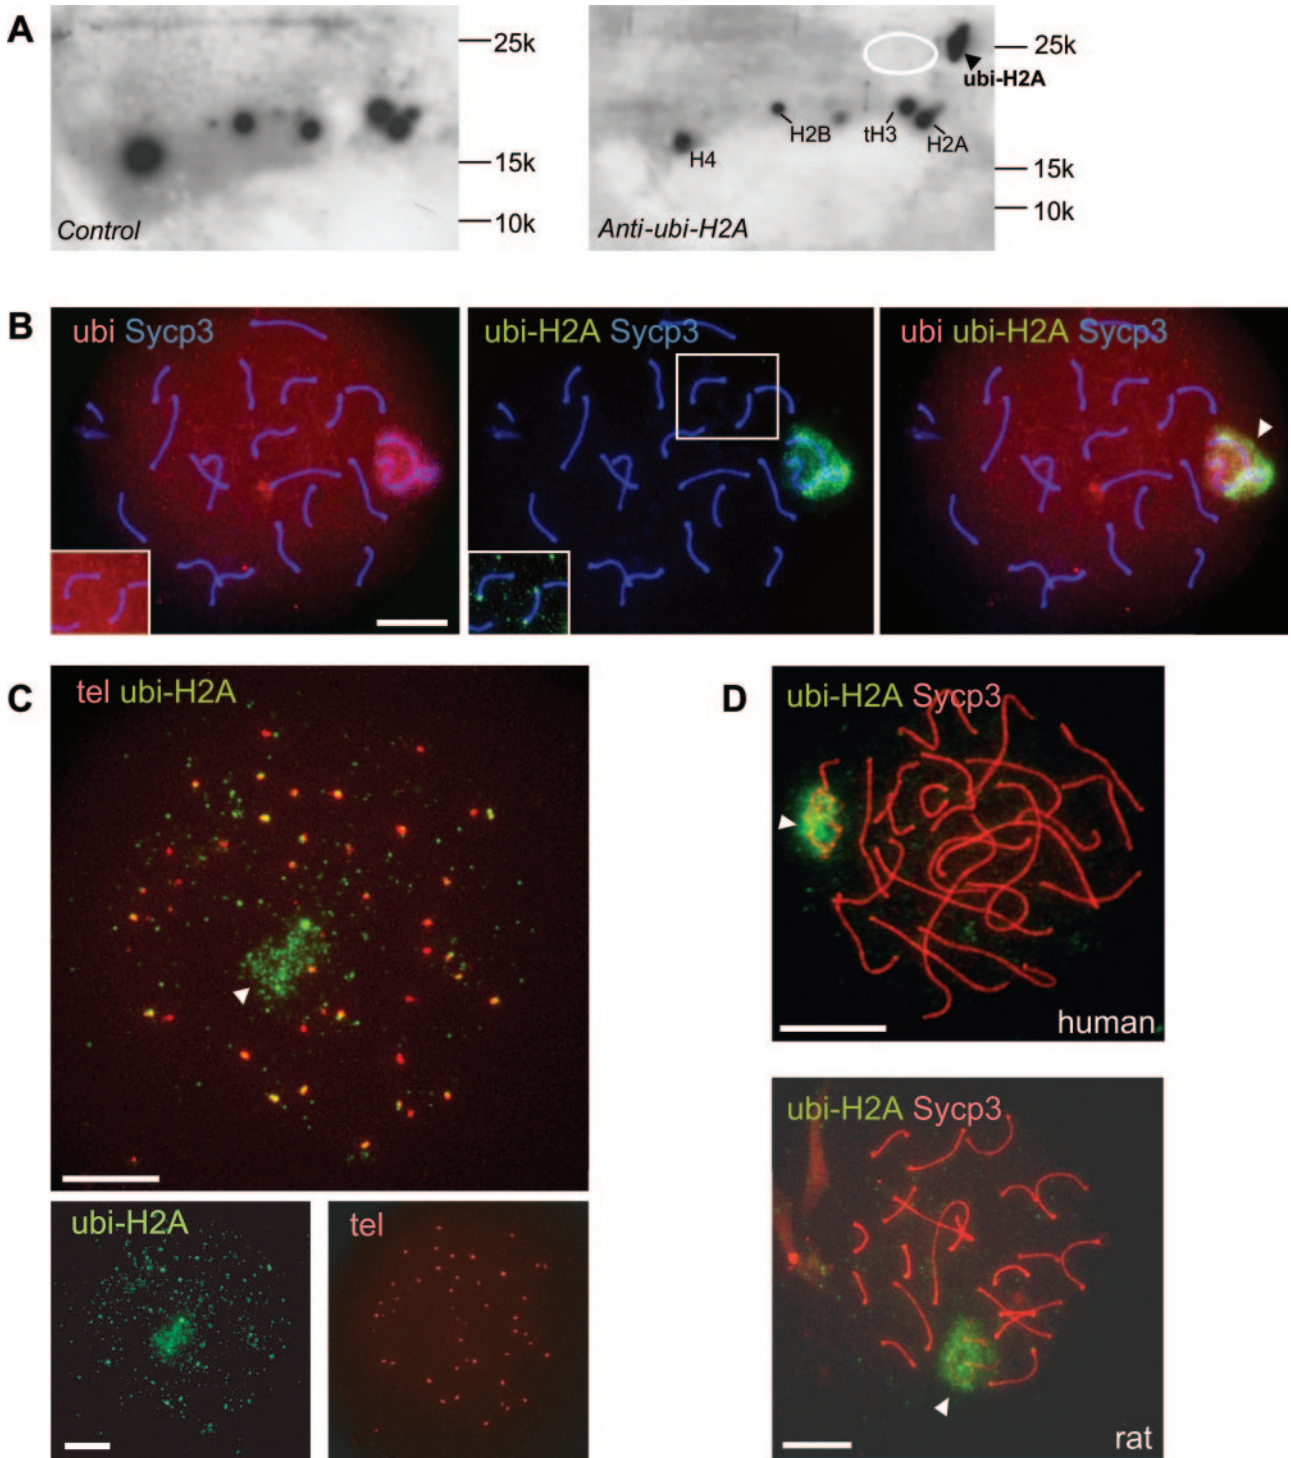 A
25k
15k
10k
Control
25k
ubi-H2A
H2B
tH3
H2A
H4
15k
10k
Anti-ubi-H2A
B
ubi Sycp3
ubi-H2A Sycp3
ubi ubi-H2A Sycp3
C
tel ubi-H2A
ubi-H2A
tel
D
ubi-H2A Sycp3
human
ubi-H2A Sycp3
rat